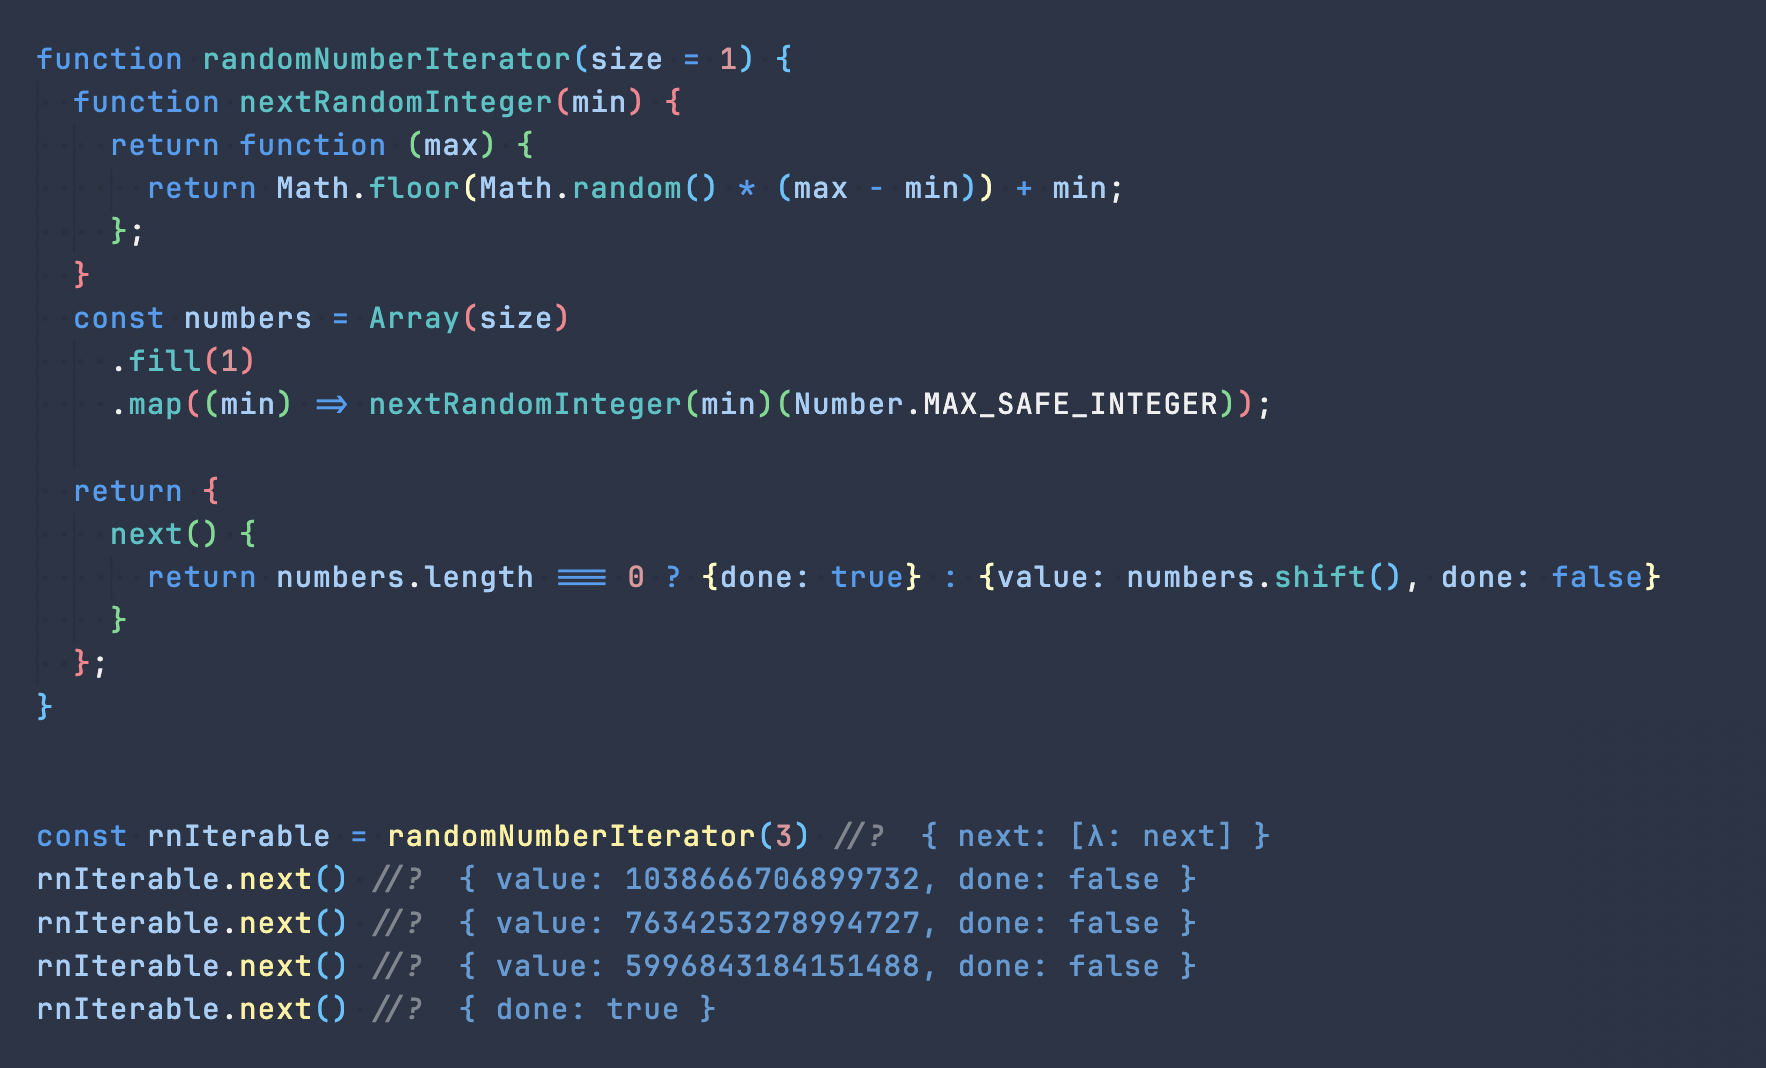 function randomNumberIterator(size = 1) {
  function nextRandomInteger(min) {
    return function (max) {
      return Math.floor(Math.random() * (max - min)) + min;
    };
  }
  const numbers = Array(size)
    .fill(1)
    .map((min) => nextRandomInteger(min)(Number.MAX_SAFE_INTEGER));
  return {
    next() {
      return numbers.length === 0 ? {done: true} : {value: numbers.shift(), done: false}
    }
  };
}
const rnIterable = randomNumberIterator(3) //?  { next: [λ: next] }
rnIterable.next() //?  { value: 1038666706899732, done: false }
rnIterable.next() //?  { value: 7634253278994727, done: false }
rnIterable.next() //?  { value: 5996843184151488, done: false }
rnIterable.next() //?  { done: true }